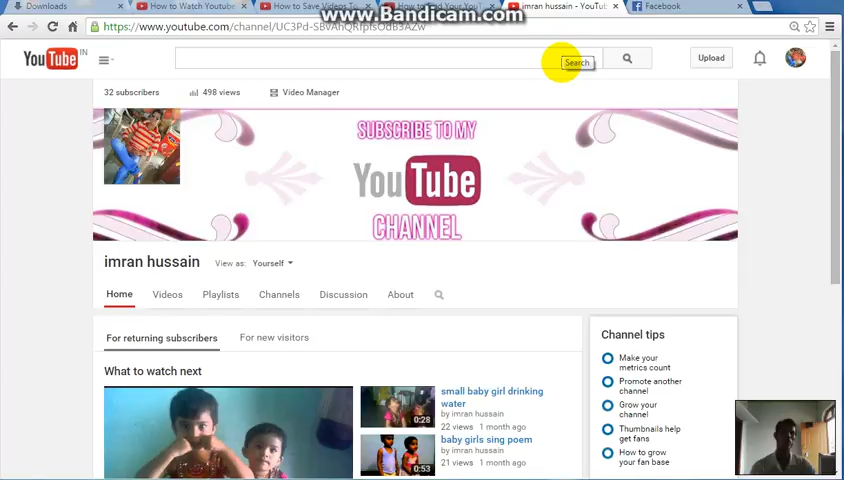 www.Bandicam.com
Downloads
How to Watch Youtube
How to Save Videos To
imran hussain - YouTu
Facebook
https://www.youtube.com/channel/
YouTube IN
Search
Upload
32 subscribers
498 views
Video Manager
SUBSCRIBE TO MY
YouTube
CHANNEL
imran hussain
View as: Yourself
Home
Videos
Playlists
Channels
Discussion
About
For returning subscribers
For new visitors
What to watch next
small baby girl drinking
water
by imran hussain
22 views 1 month ago
0:28
baby girls sing poem
by imran hussain
21 views 1 month ago
0:53
Channel tips
Make your
metrics count
Promote another
channel
Grow your
channel
Thumbnails help
get fans
How to grow
your fan base